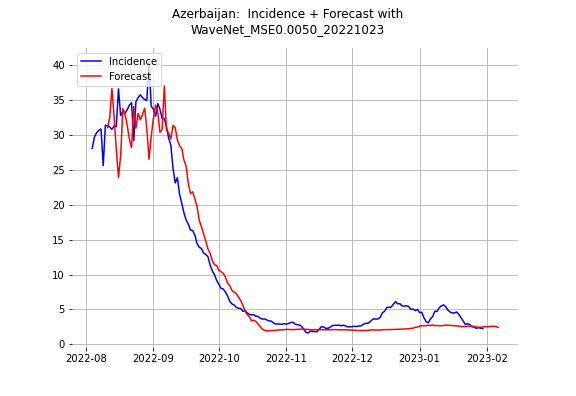 Azerbaijan:  Incidence + Forecast with
WaveNet_MSE0.0050_20221023
Incidence
Forecast
40
35
30
25
20
15
10
5
0
2022-08 2022-09 2022-10 2022-11 2022-12 2023-01 2023-02